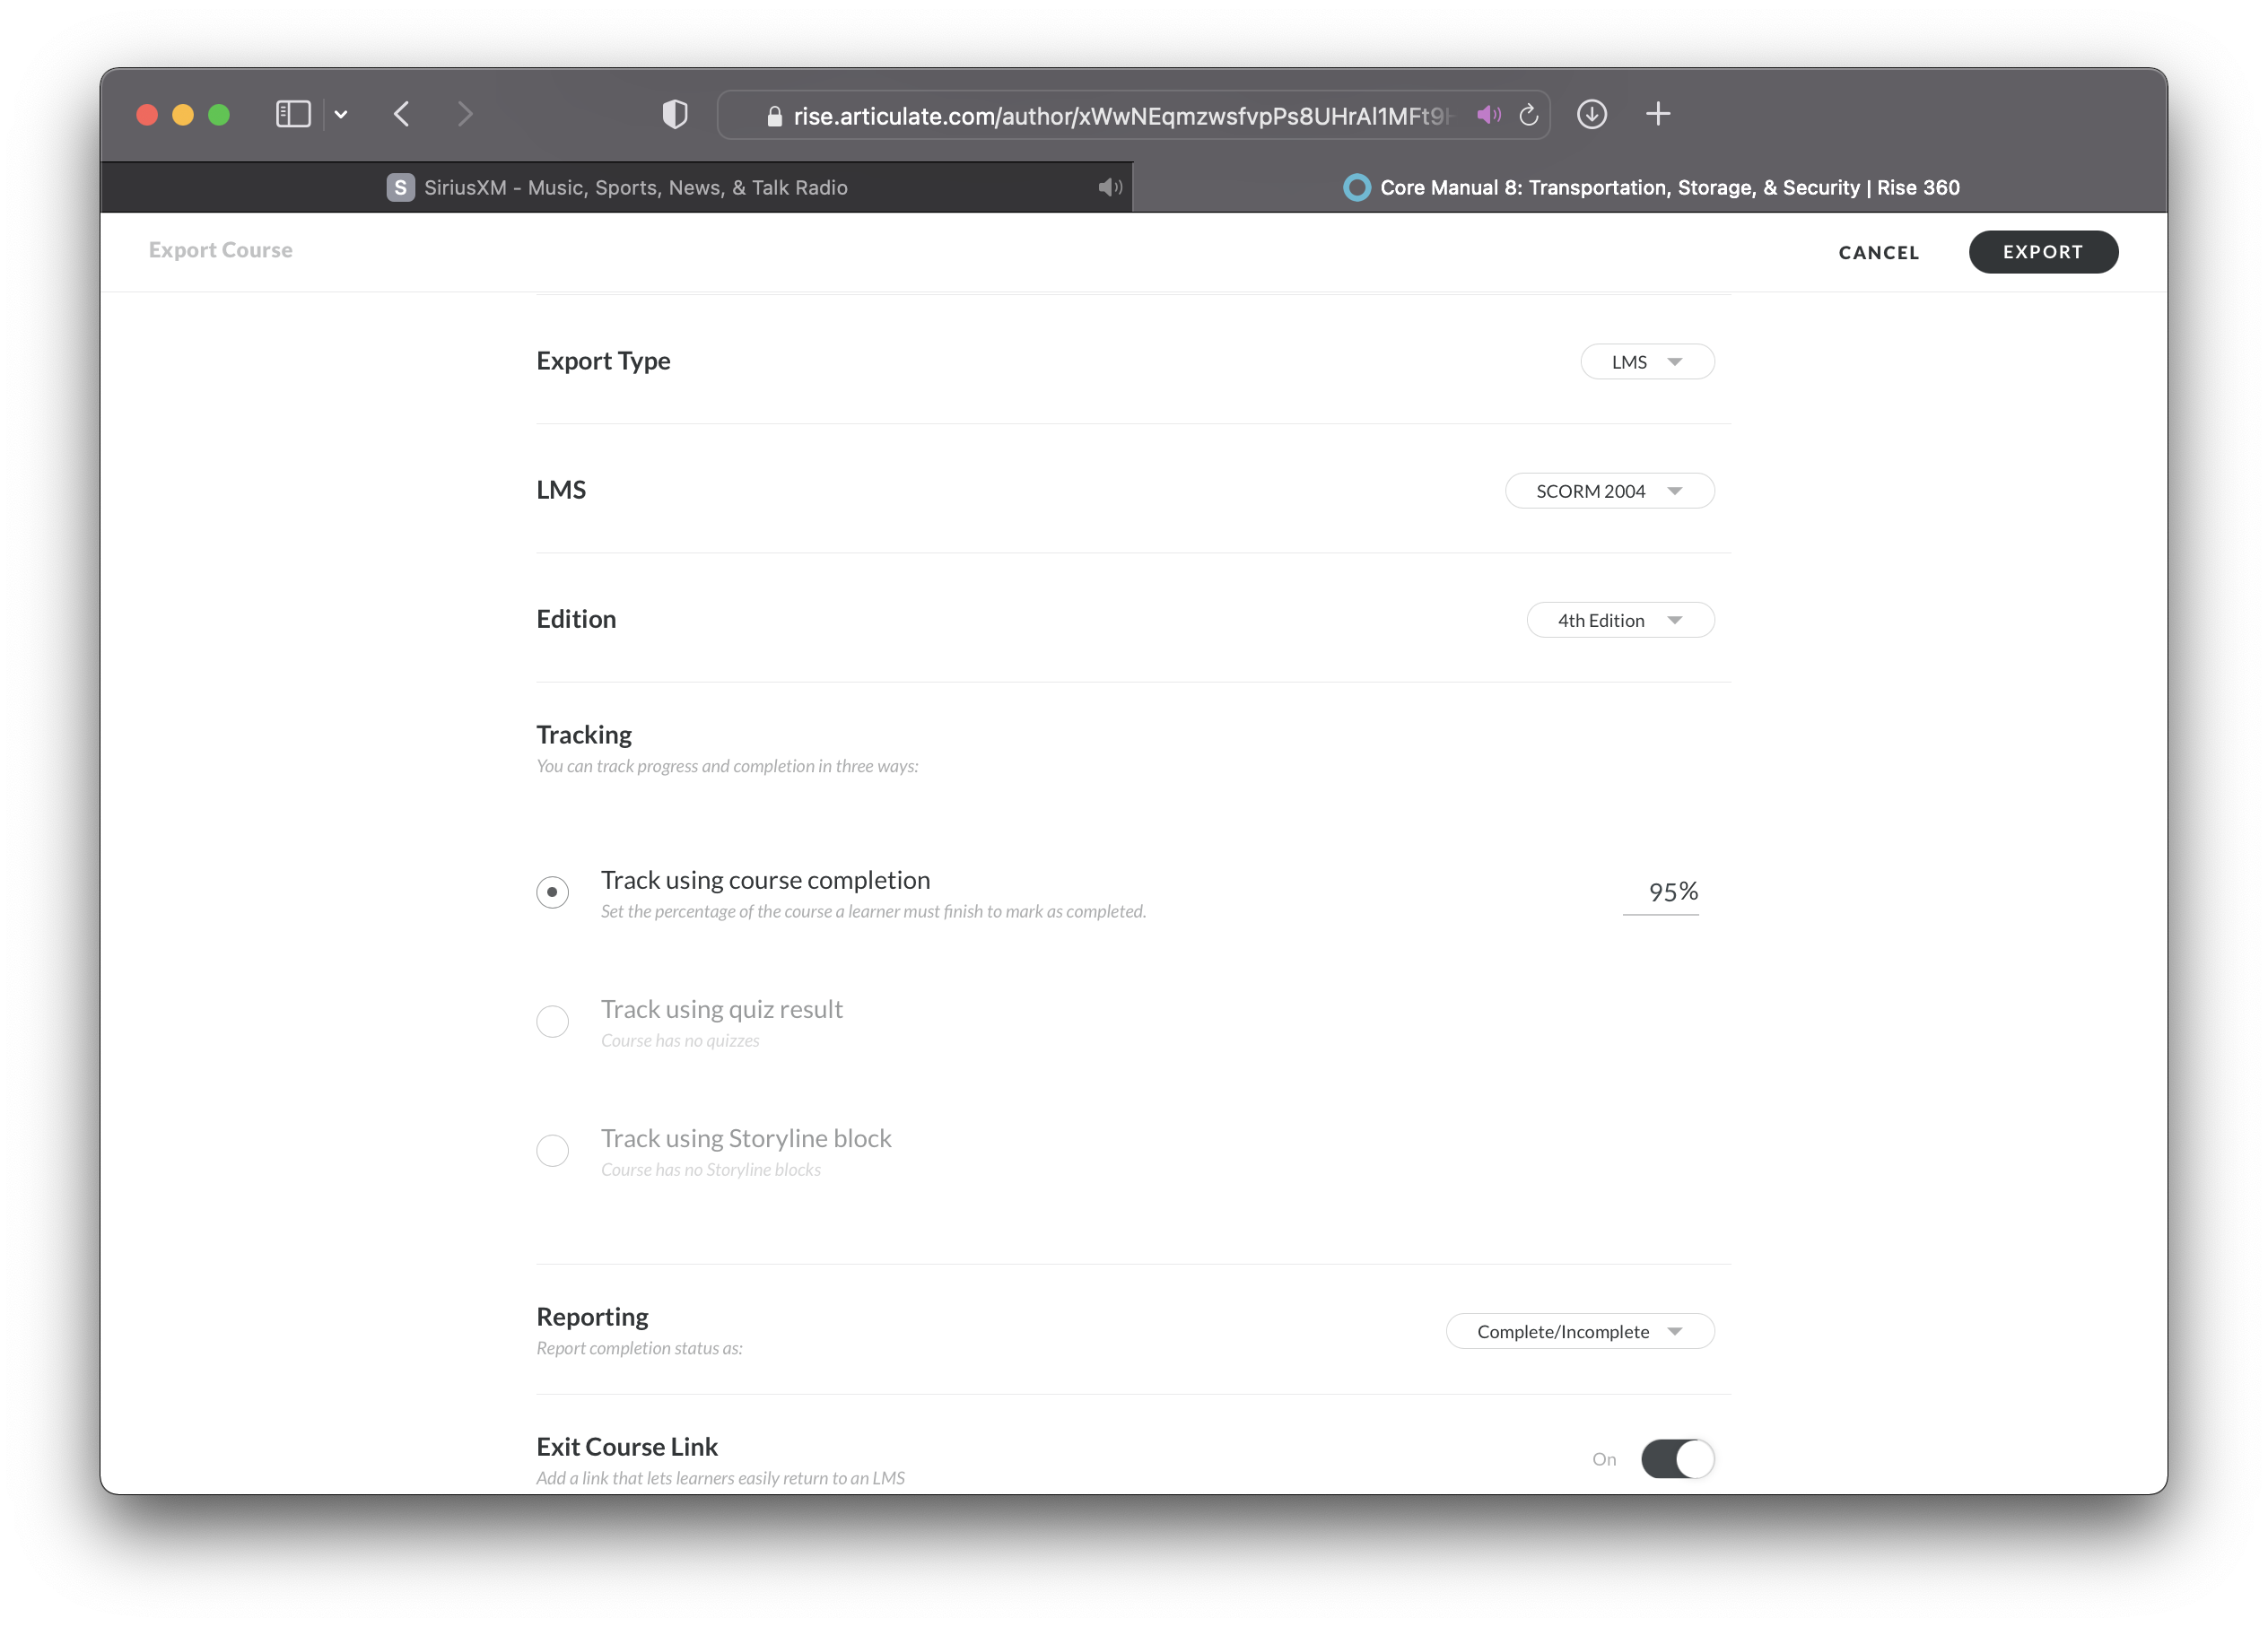 rise.articulate.com/author/xWwNEqmzwsfvpPs8UHrAl1MFt9
S SiriusXM - Music, Sports, News, & Talk Radio
Core Manual 8: Transportation, Storage, & Security | Rise 360
Export Course
CANCEL
EXPORT
Export Type
LMS
LMS
SCORM 2004
Edition
4th Edition
Tracking
You can track progress and completion in three ways:
Track using course completion
Set the percentage of the course a learner must finish to mark as completed.
95%
Track using quiz result
Course has no quizzes
Track using Storyline block
Course has no Storyline blocks
Reporting
Report completion status as:
Complete/Incomplete
Exit Course Link
Add a link that lets learners easily return to an LMS
On